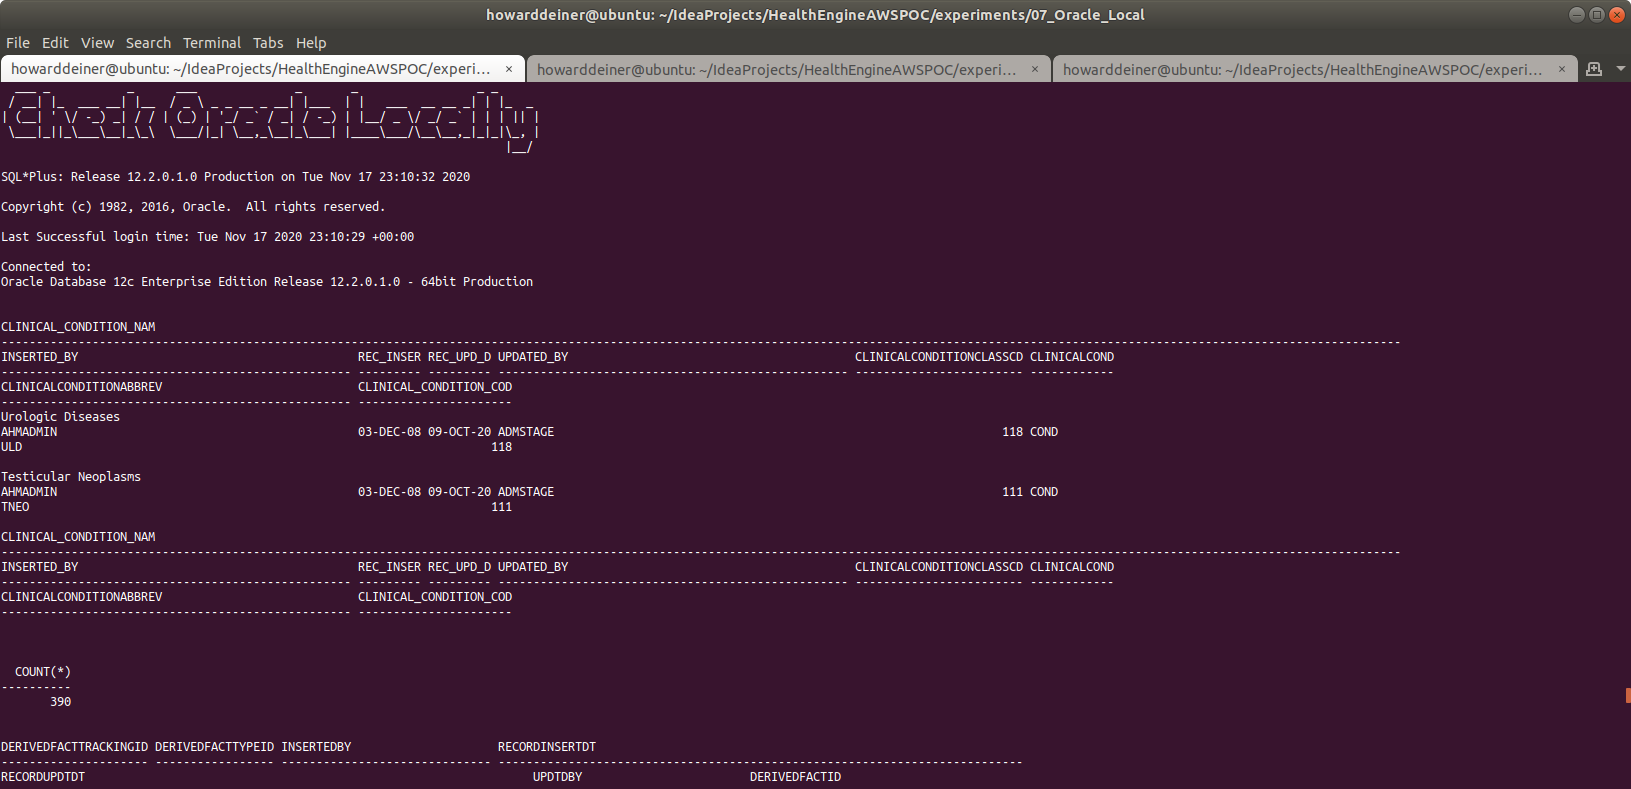 howarddeiner@ubuntu: ~/IdeaProjects/HealthEngineAWSPOC/experiments/07_Oracle_Local
File Edit View Search Terminal Tabs Help
howarddeiner@ubuntu: ~/IdeaProjects/HealthEngineAWSPOC/experi... × howarddeiner@ubuntu: ~/IdeaProjects/HealthEngineAWSPOC/experi... × howarddeiner@ubuntu: ~/IdeaProjects/HealthEngineAWSPOC/experi... ×
Check Oracle Locally
SQL*Plus: Release 12.2.0.1.0 Production on Tue Nov 17 23:10:32 2020
Copyright (c) 1982, 2016, Oracle.  All rights reserved.
Last Successful login time: Tue Nov 17 2020 23:10:29 +00:00
Connected to:
Oracle Database 12c Enterprise Edition Release 12.2.0.1.0 - 64bit Production
CLINICAL_CONDITION_NAM
INSERTED_BY REC_INSER REC_UPD_D UPDATED_BY CLINICALCONDITIONCLASSCD CLINICALCOND
CLINICALCONDITIONABBREV CLINICAL_CONDITION_COD
Urologic Diseases
AHMADMIN 03-DEC-08 09-OCT-20 ADMSTAGE 118 COND
ULD 118
Testicular Neoplasms
AHMADMIN 03-DEC-08 09-OCT-20 ADMSTAGE 111 COND
TNEO 111
CLINICAL_CONDITION_NAM
INSERTED_BY REC_INSER REC_UPD_D UPDATED_BY CLINICALCONDITIONCLASSCD CLINICALCOND
CLINICALCONDITIONABBREV CLINICAL_CONDITION_COD
COUNT(*)
----------
390
DERIVEDFACTTRACKINGID DERIVEDFACTTYPEID INSERTEDBY RECORDINSERTDT
RECORDUPDTDT UPDTDBY DERIVEDFACTID